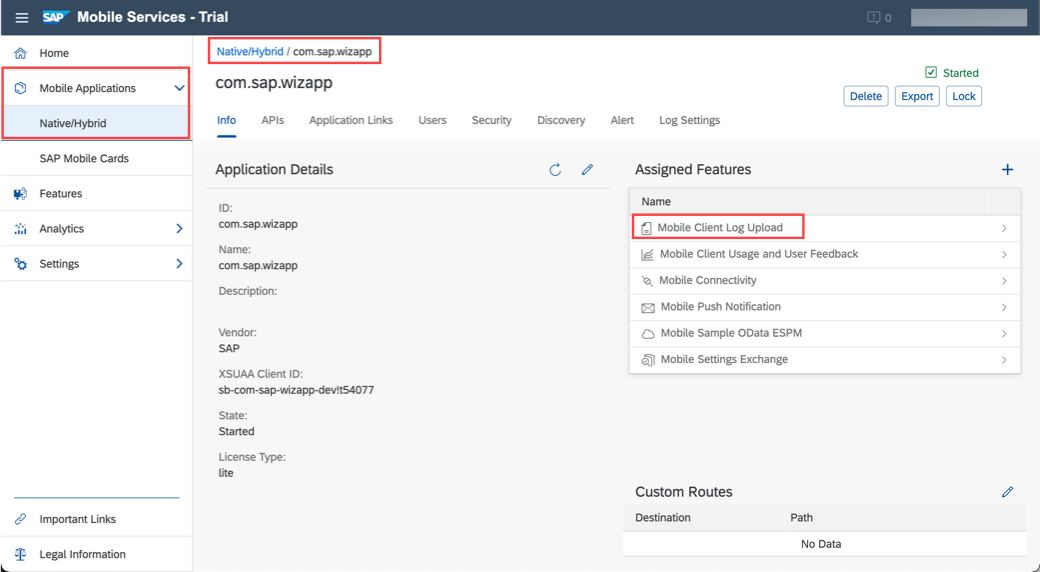 SAP Mobile Services - Trial
0
Home
Mobile Applications
Native/Hybrid
SAP Mobile Cards
Features
Analytics
Settings
Important Links
Legal Information
Native/Hybrid / com.sap.wizapp
com.sap.wizapp
Started
Delete Export Lock
Info APIs Application Links Users Security Discovery Alert Log Settings
Application Details
ID:
com.sap.wizapp
Name:
com.sap.wizapp
Description:
Vendor:
SAP
XSUAA Client ID:
sb-com-sap-wizapp-dev!t54077
State:
Started
License Type:
lite
Assigned Features
Name
Mobile Client Log Upload
Mobile Client Usage and User Feedback
Mobile Connectivity
Mobile Push Notification
Mobile Sample OData ESPM
Mobile Settings Exchange
Custom Routes
Destination Path
No Data